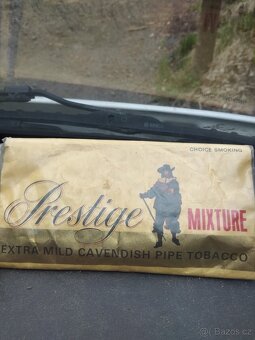 CHOICE SMOKING
Prestige
MIXTURE
EXTRA MILD CAVENDISH PIPE TOBACCO
© Bazos.cz